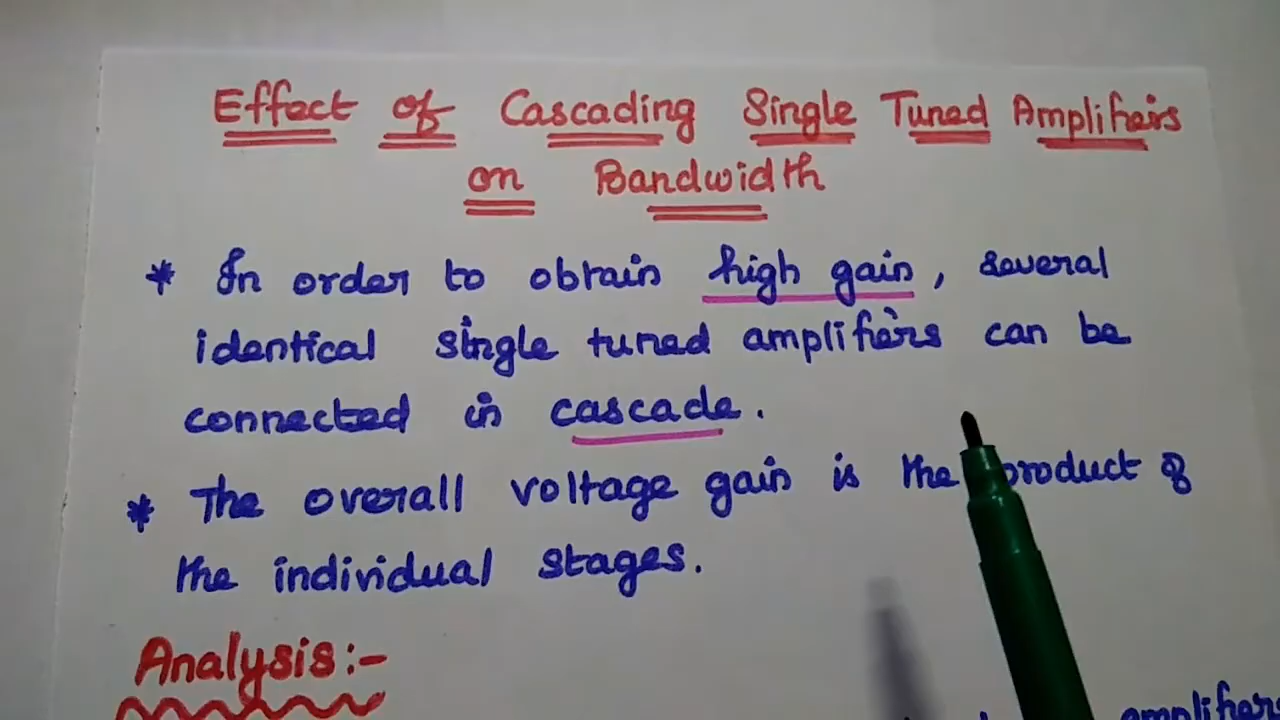 Effect of Cascading Single Tuned Amplifiers
on Bandwidth
* In order to obtain high gain, several
identical single tuned amplifiers can be
connected in cascade.
* The overall voltage gain is the product of
the individual stages.
Analysis:-
amplifiers